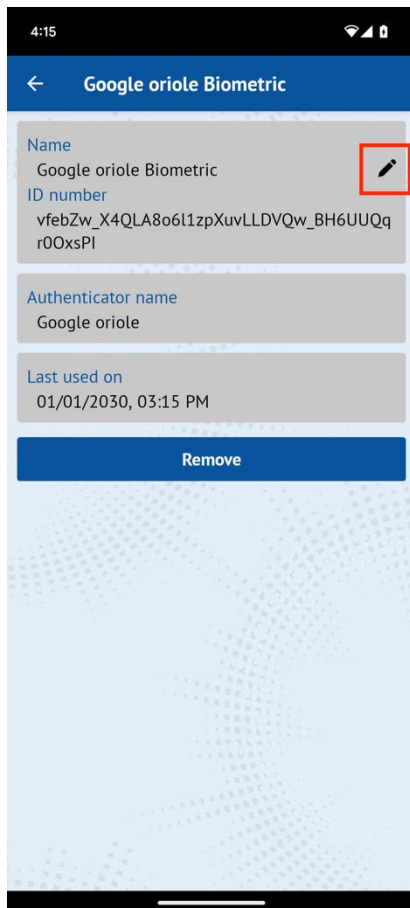 4:15
Google oriole Biometric
Name
Google oriole Biometric
ID number
vfebZw_X4QLA8o6l1zpXuvLLDVQw_BH6UUQq
r0OxsPI
Authenticator name
Google oriole
Last used on
01/01/2030, 03:15 PM
Remove